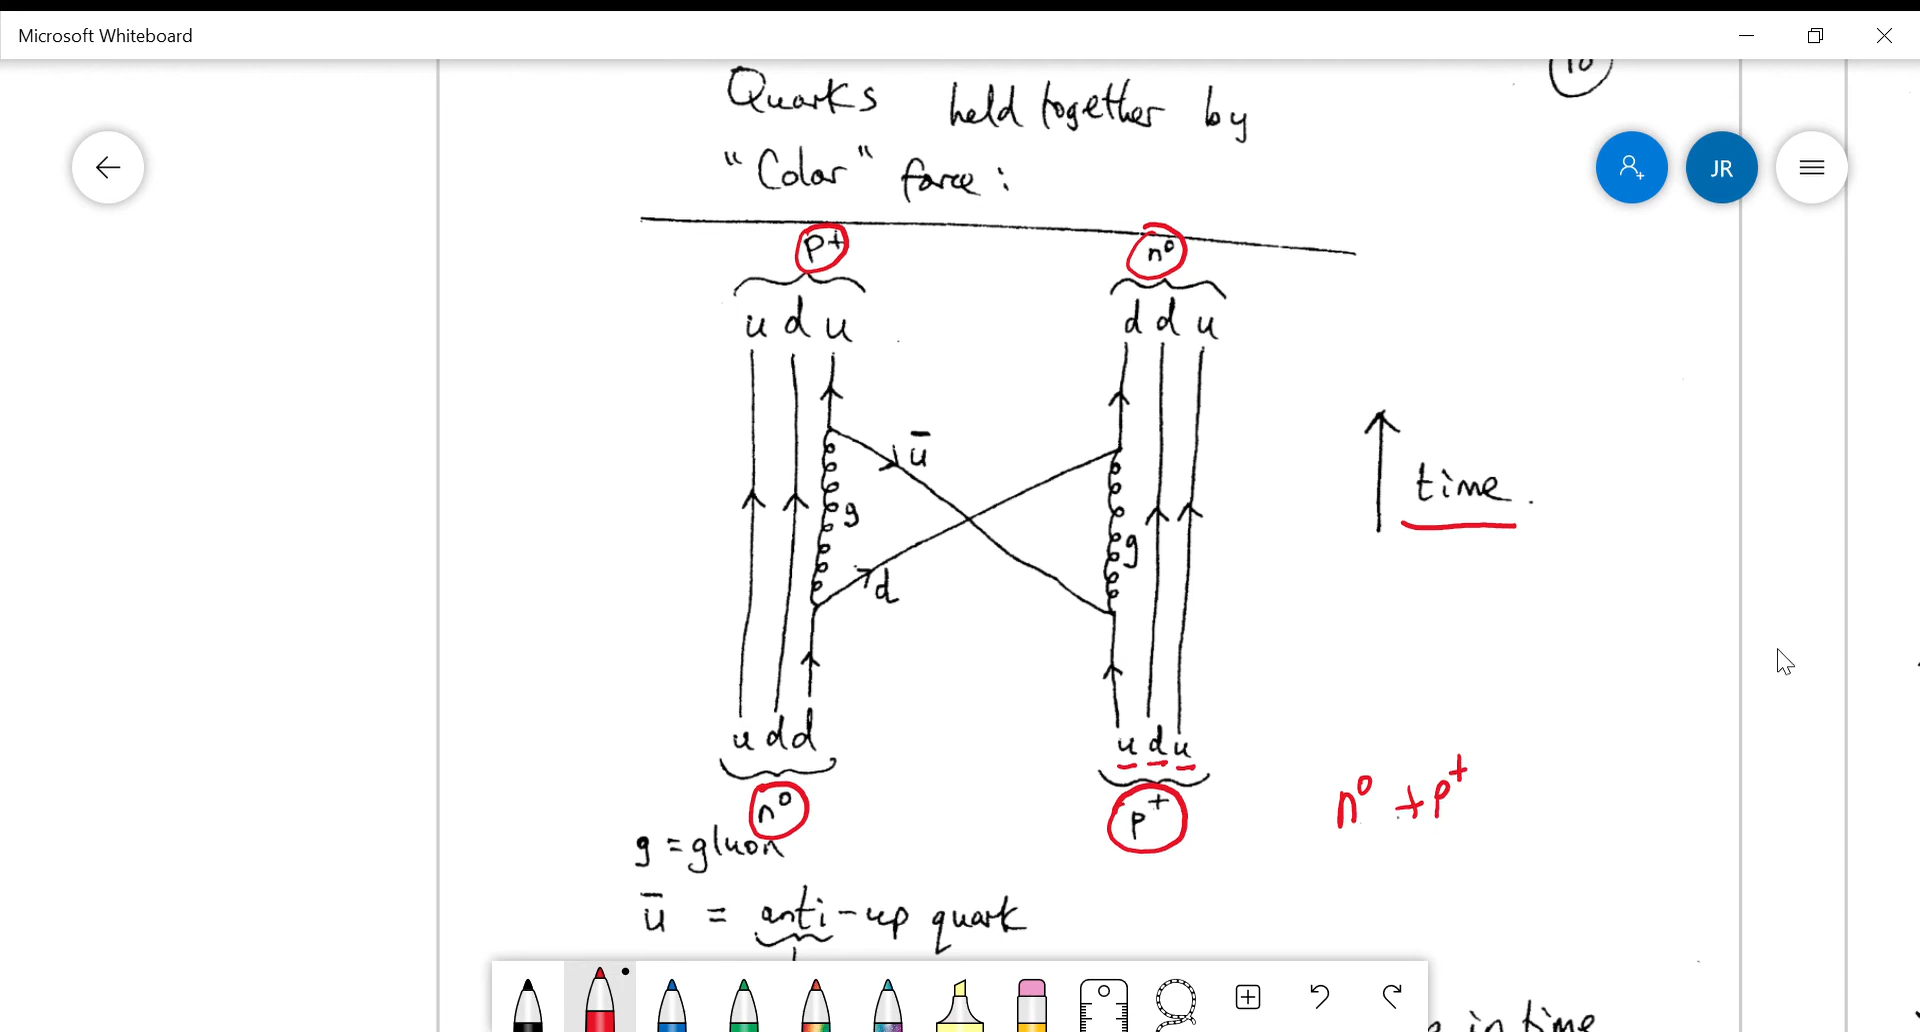 Microsoft Whiteboard
10
Quarks held together by
"Color" force:
p+ n⁰
u d u d d u
ū
time.
g
g
d
u d d u d u
n⁰ p+
n⁰ + p+
g = gluon
ū = anti-up quark
in time
JR